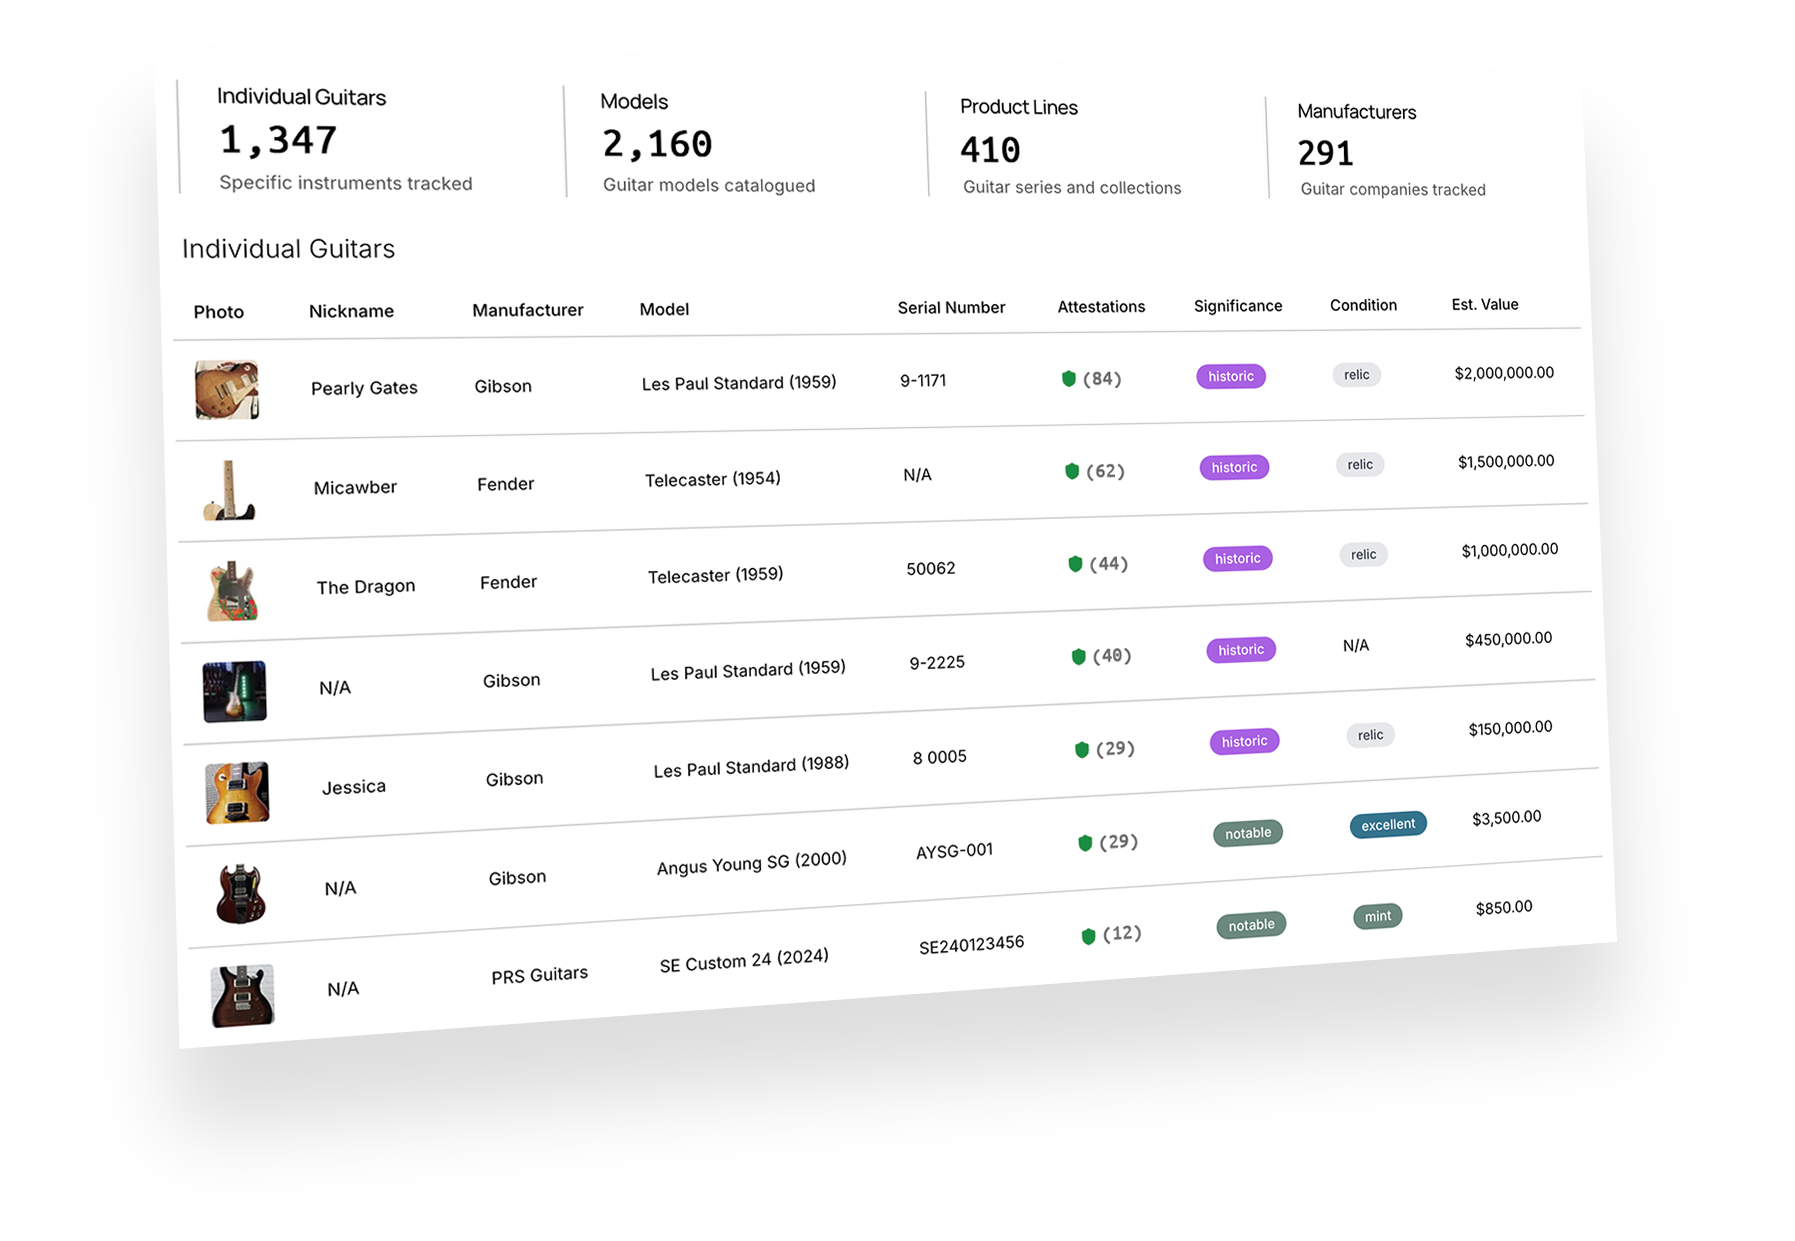 Individual Guitars
1,347
Specific instruments tracked
Models
2,160
Guitar models catalogued
Product Lines
410
Guitar series and collections
Manufacturers
291
Guitar companies tracked
Individual Guitars
Photo Nickname Manufacturer Model Serial Number Attestations Significance Condition Est. Value
Pearly Gates Gibson Les Paul Standard (1959) 9-1171 (84) historic relic $2,000,000.00
Micawber Fender Telecaster (1954) N/A (62) historic relic $1,500,000.00
The Dragon Fender Telecaster (1959) 50062 (44) historic relic $1,000,000.00
N/A Gibson Les Paul Standard (1959) 9-2225 (40) historic N/A $450,000.00
Jessica Gibson Les Paul Standard (1988) 8 0005 (29) historic relic $150,000.00
N/A Gibson Angus Young SG (2000) AYSG-001 (29) notable excellent $3,500.00
N/A PRS Guitars SE Custom 24 (2024) SE240123456 (12) notable mint $850.00